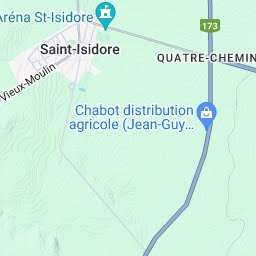 Aréna St-Isidore
173
Saint-Isidore
QUATRE-CHEMIN
Vieux-Moulin
Chabot distribution
agricole (Jean-Guy...